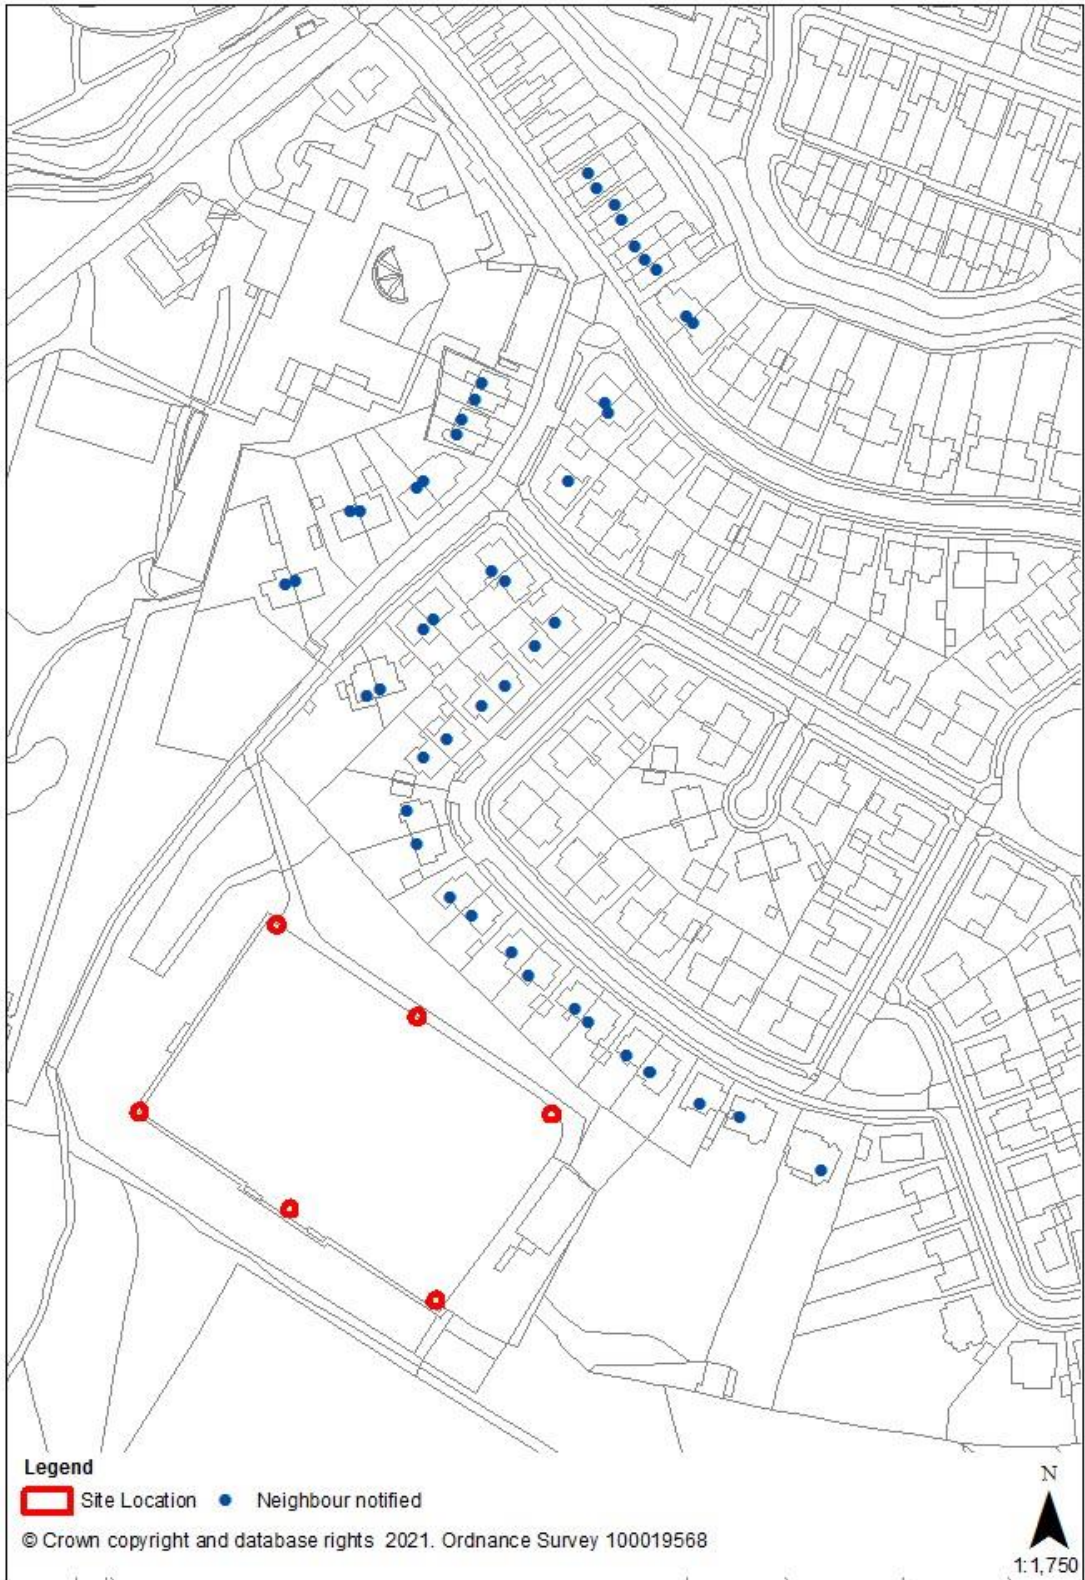 Legend
Site Location Neighbour notified
© Crown copyright and database rights 2021. Ordnance Survey 100019568
N
1:1,750